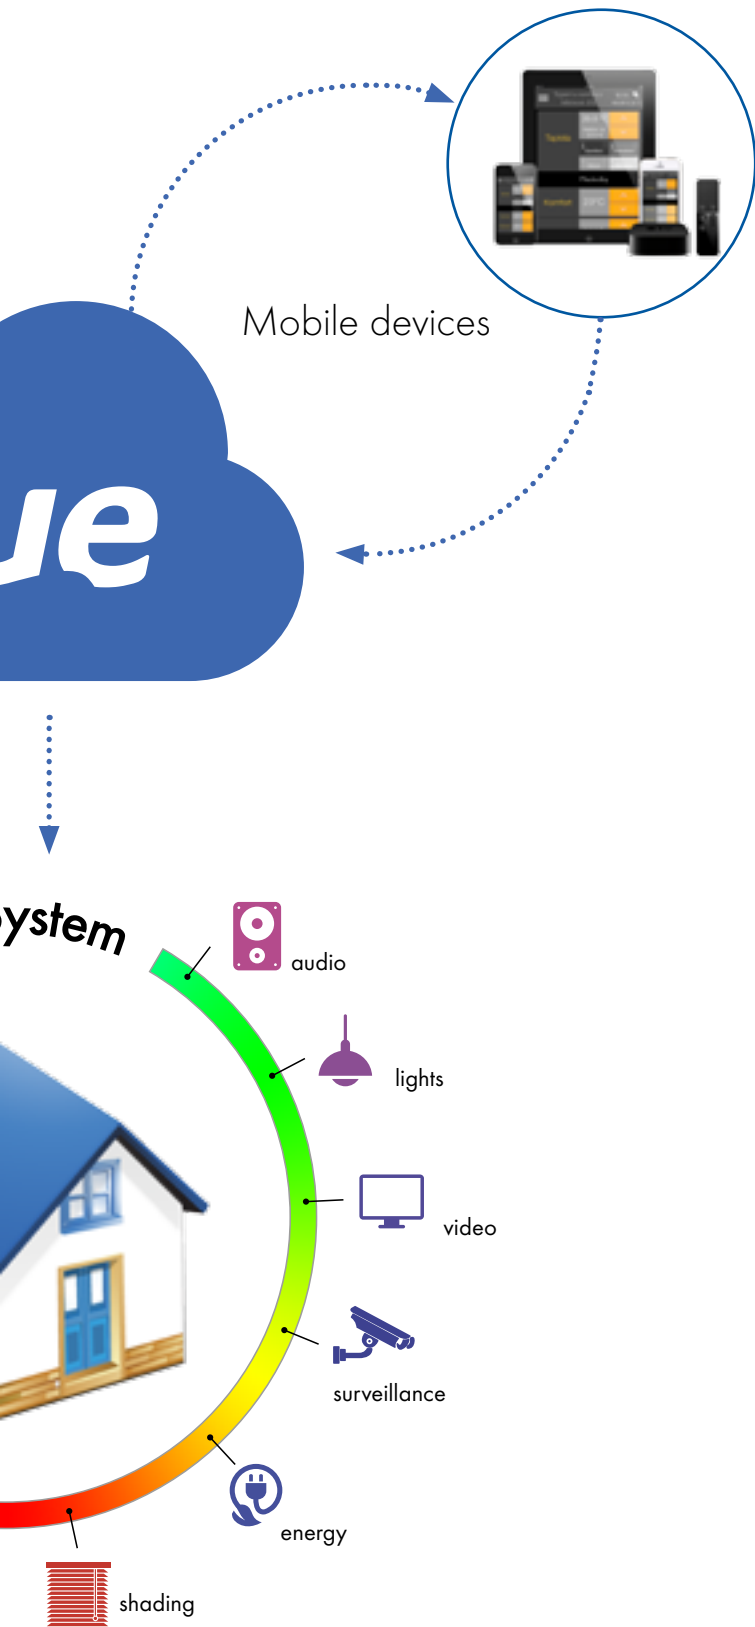 Mobile devices
ue
ystem
audio
lights
video
surveillance
energy
shading